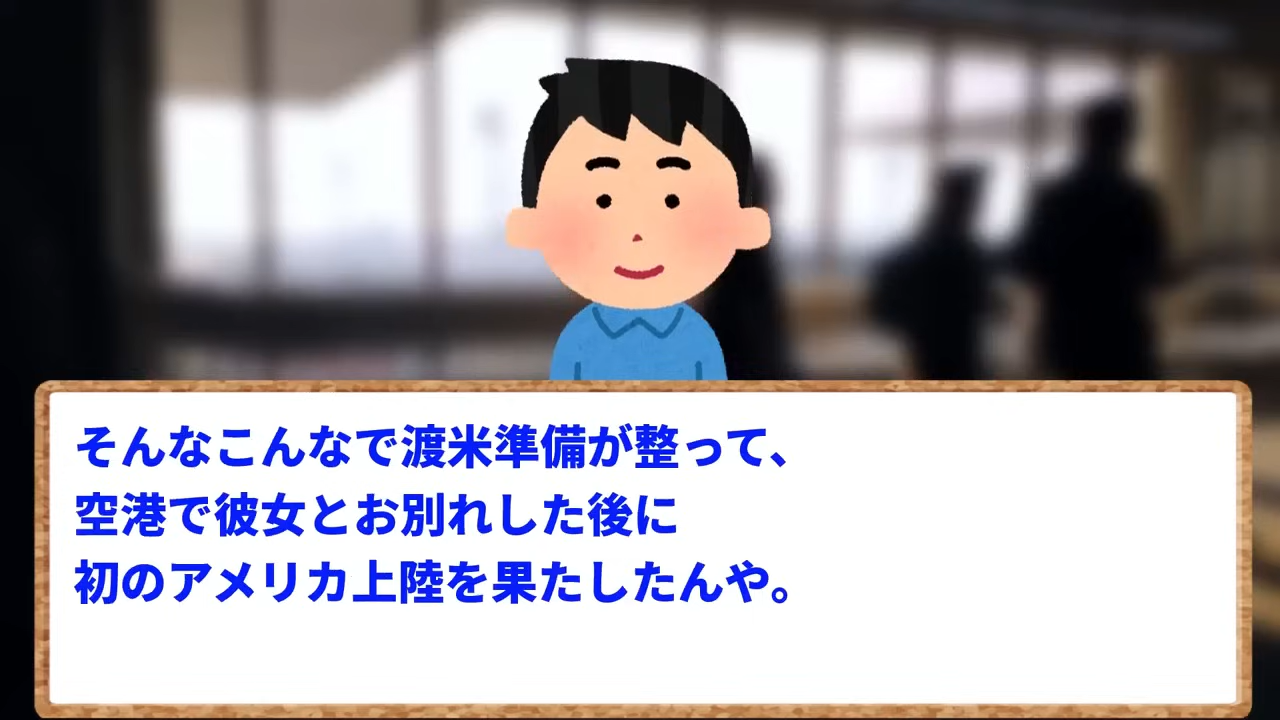 そんなこんなで渡米準備が整って、
空港で彼女とお別れした後に
初のアメリカ上陸を果たしたんや。